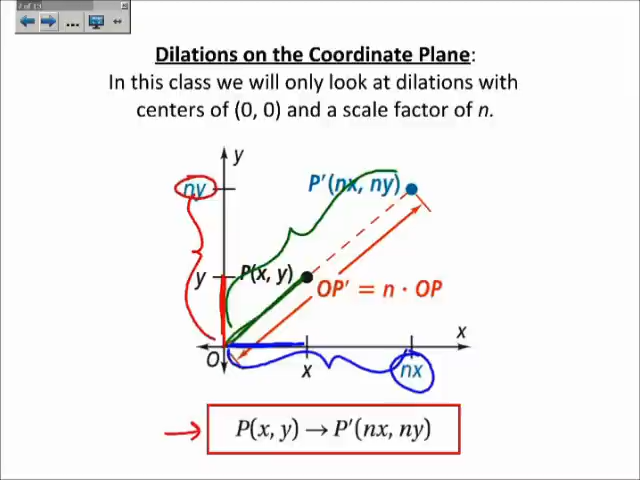 Dilations on the Coordinate Plane:
In this class we will only look at dilations with
centers of (0, 0) and a scale factor of n.
y
ny
P′(nx, ny)
y
P(x, y)
OP′ = n · OP
x
O
x
nx
P(x, y) → P′(nx, ny)